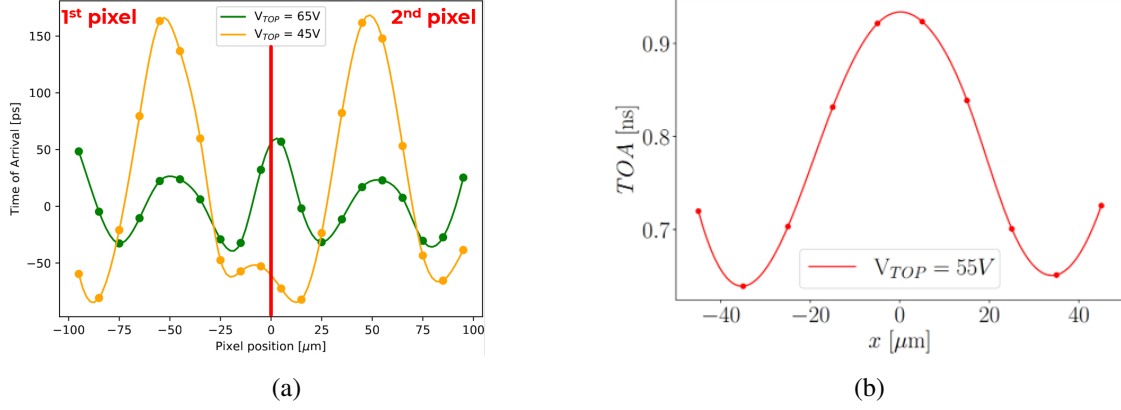 1st pixel
2nd pixel
V_TOP = 65V
V_TOP = 45V
150
100
50
0
−50
Time of Arrival [ps]
−100
−75
−50
−25
0
25
50
75
100
Pixel position [μm]
(a)
0.9
0.8
0.7
TOA [ns]
V_TOP = 55V
−40
−20
0
20
40
x [μm]
(b)